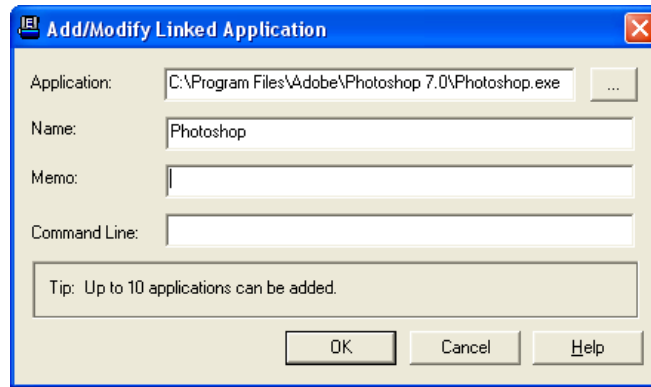 Add/Modify Linked Application
Application: C:\Program Files\Adobe\Photoshop 7.0\Photoshop.exe ...
Name: Photoshop
Memo:
Command Line:
Tip: Up to 10 applications can be added.
OK Cancel Help